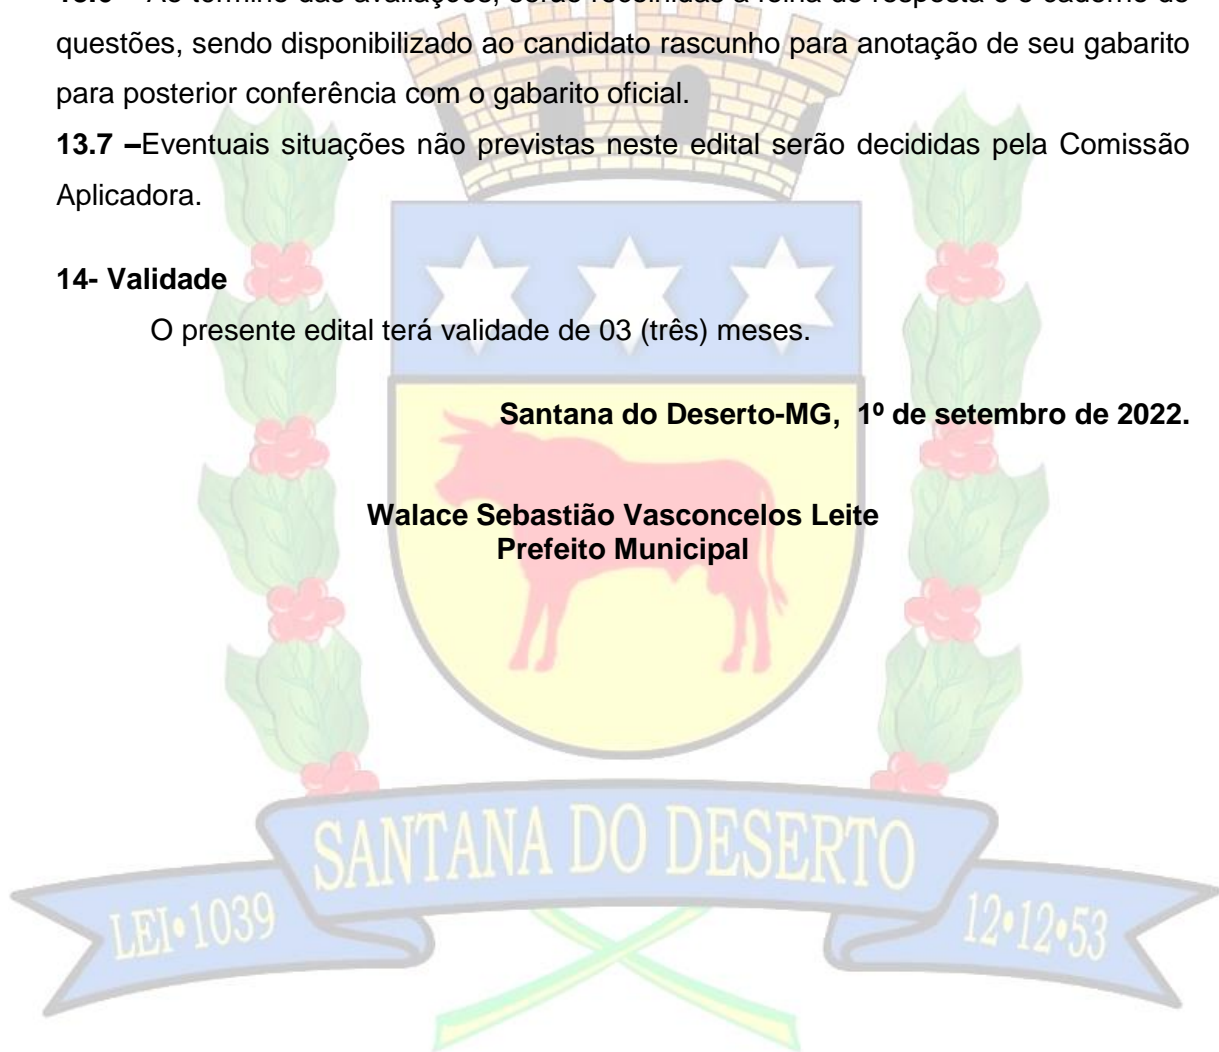 questões, sendo disponibilizado ao candidato rascunho para anotação de seu gabarito
para posterior conferência com o gabarito oficial.
13.7 –Eventuais situações não previstas neste edital serão decididas pela Comissão
Aplicadora.
14- Validade
O presente edital terá validade de 03 (três) meses.
Santana do Deserto-MG, 1º de setembro de 2022.
Walace Sebastião Vasconcelos Leite
Prefeito Municipal
SANTANA DO DESERTO
LEI•1039
12•12•53